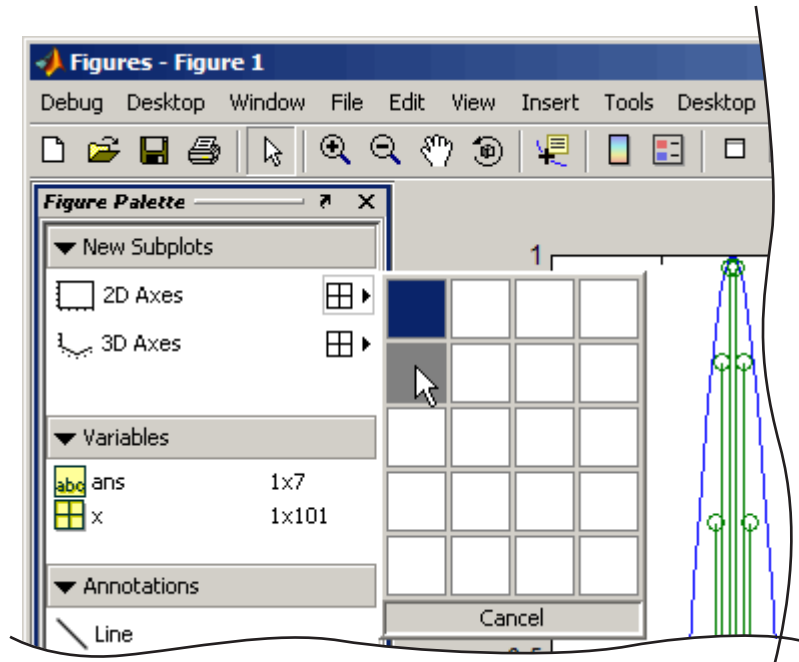 Figures - Figure 1
Debug Desktop Window File Edit View Insert Tools Desktop
Figure Palette
New Subplots
2D Axes
3D Axes
Variables
abc ans 1x7
x 1x101
Annotations
Line
Cancel
1